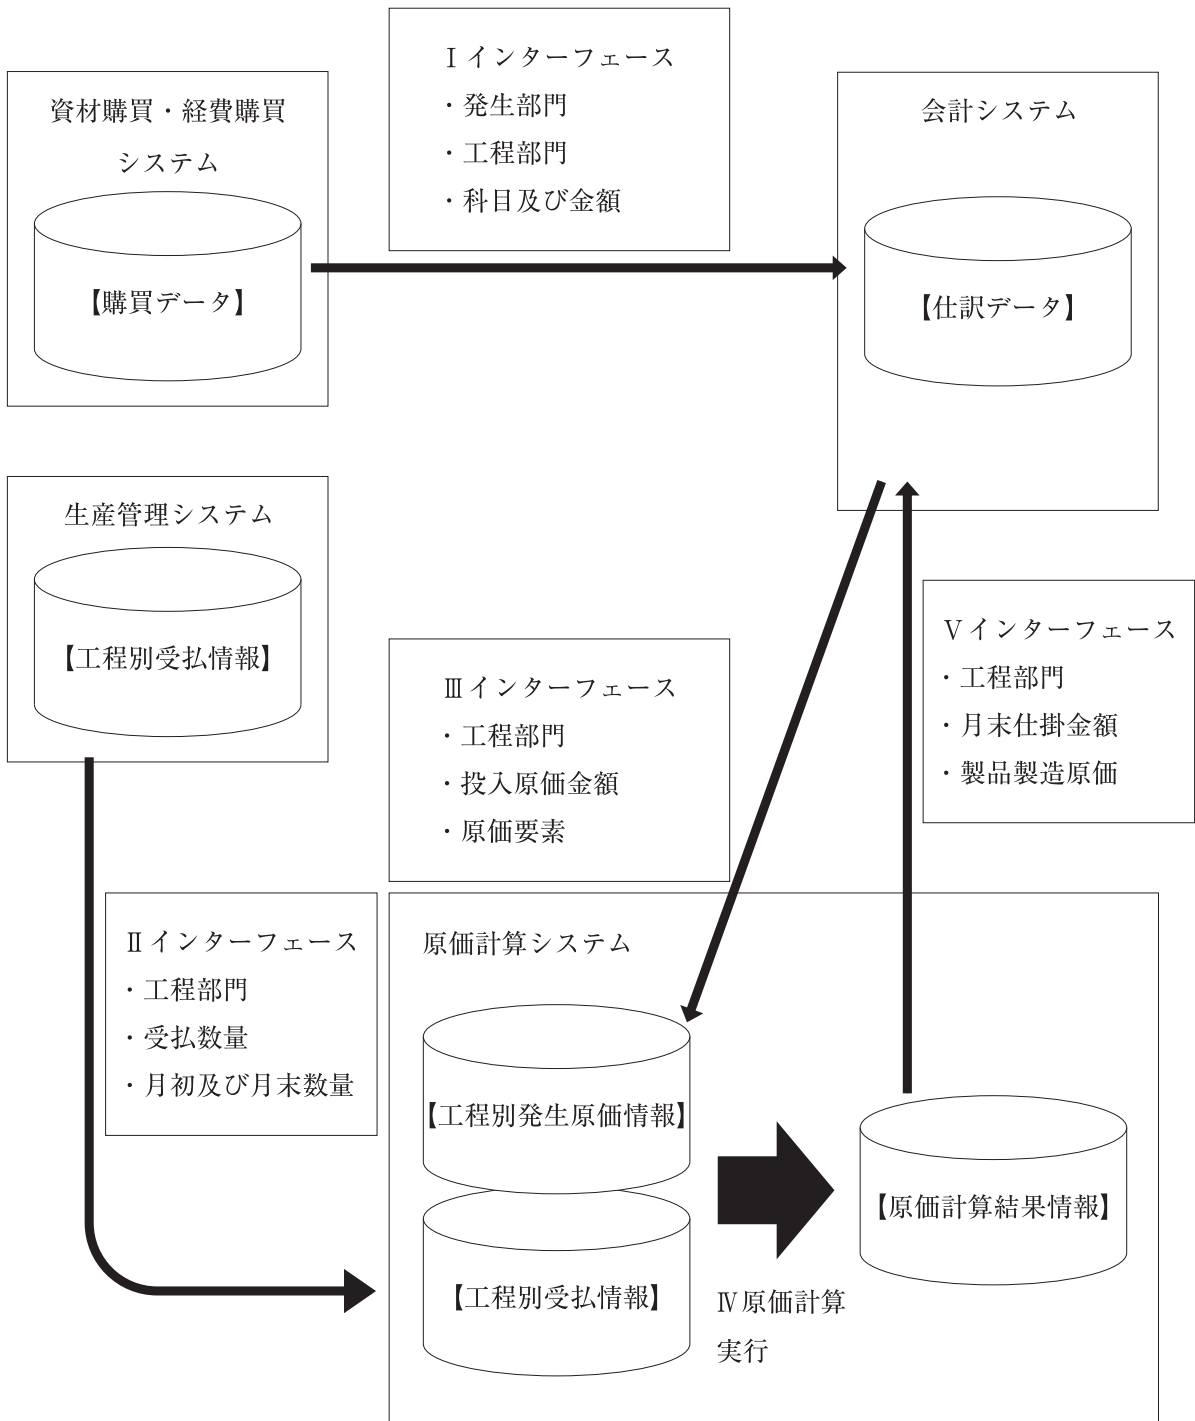 Ⅰインターフェース
・発生部門
・工程部門
・科目及び金額
資材購買・経費購買
システム
【購買データ】
会計システム
【仕訳データ】
生産管理システム
【工程別受払情報】
Ⅲインターフェース
・工程部門
・投入原価金額
・原価要素
Ⅴインターフェース
・工程部門
・月末仕掛金額
・製品製造原価
Ⅱインターフェース
・工程部門
・受払数量
・月初及び月末数量
原価計算システム
【工程別発生原価情報】
【工程別受払情報】
Ⅳ原価計算
実行
【原価計算結果情報】